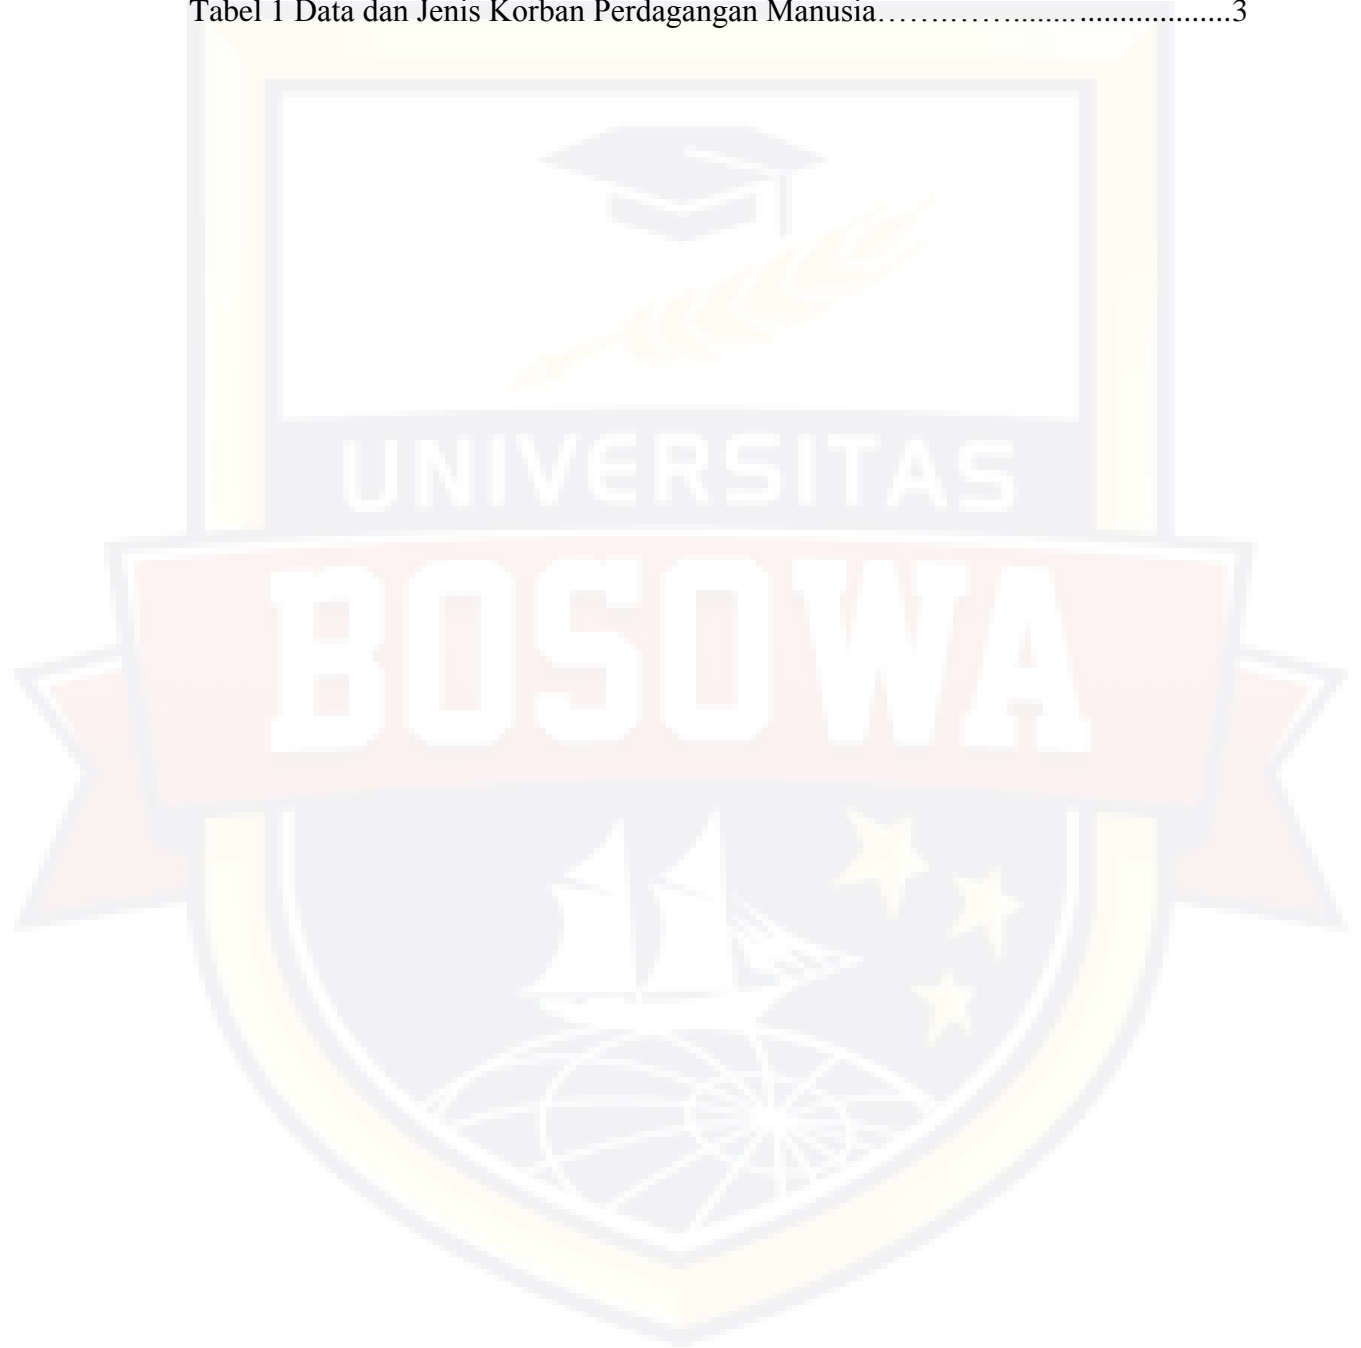 Tabel 1 Data dan Jenis Korban Perdagangan Manusia……………..........................3
UNIVERSITAS
BOSOWA